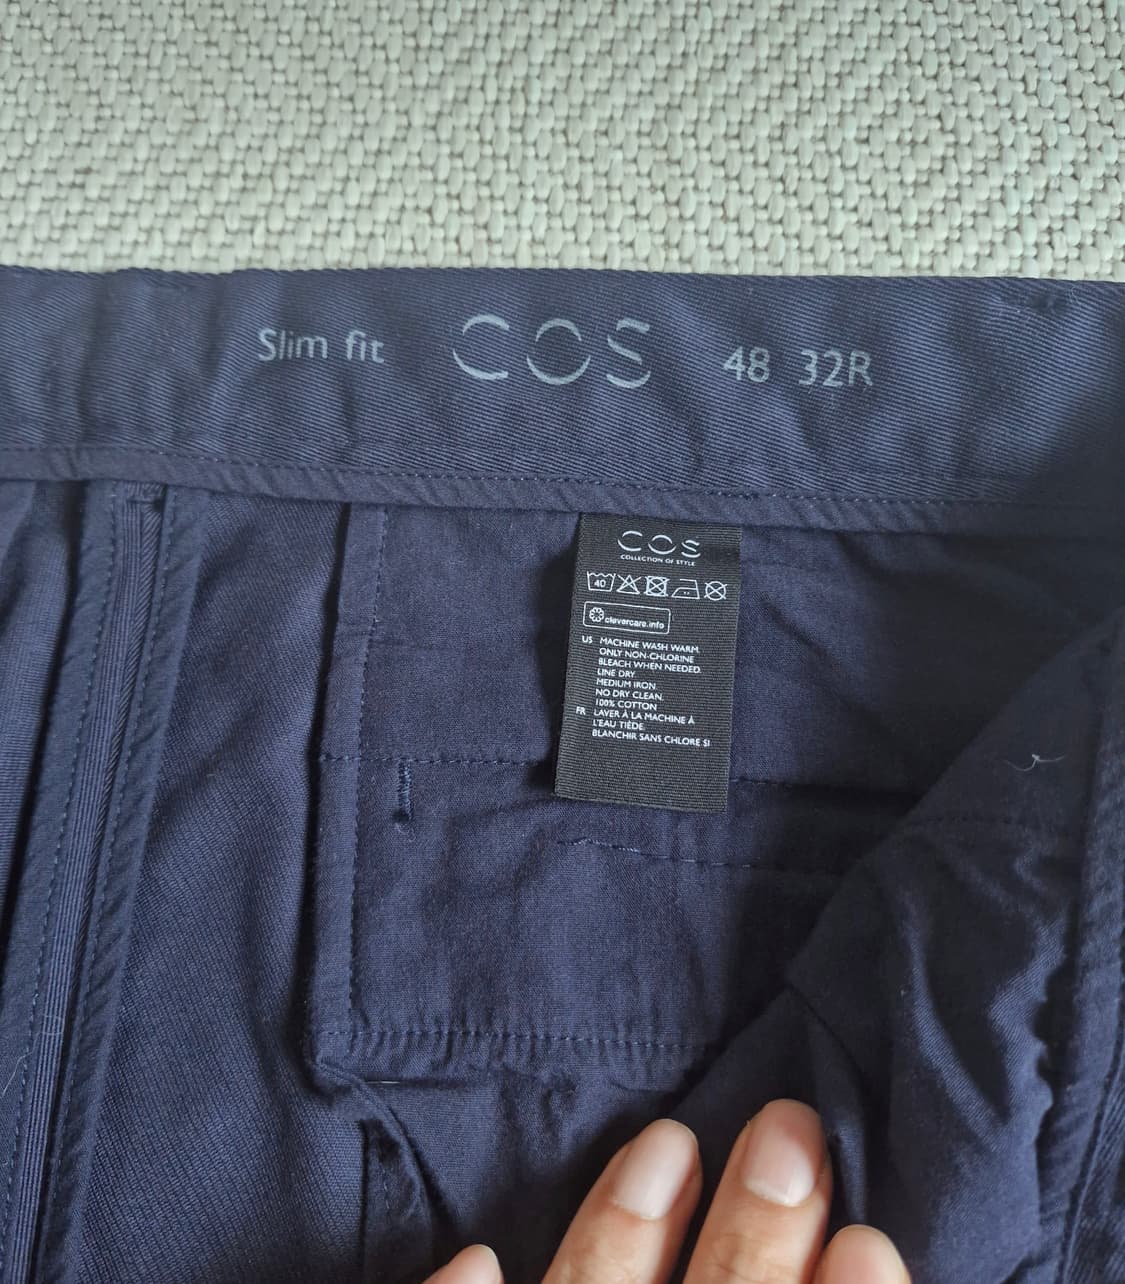 Slim fit COS 48 32R
COS
COLLECTION OF STYLE
40
clevercare.info
US MACHINE WASH WARM.
ONLY NON-CHLORINE
BLEACH WHEN NEEDED.
LINE DRY.
MEDIUM IRON.
NO DRY CLEAN.
100% COTTON
FR LAVER À LA MACHINE À
L'EAU TIÈDE.
BLANCHIR SANS CHLORE SI